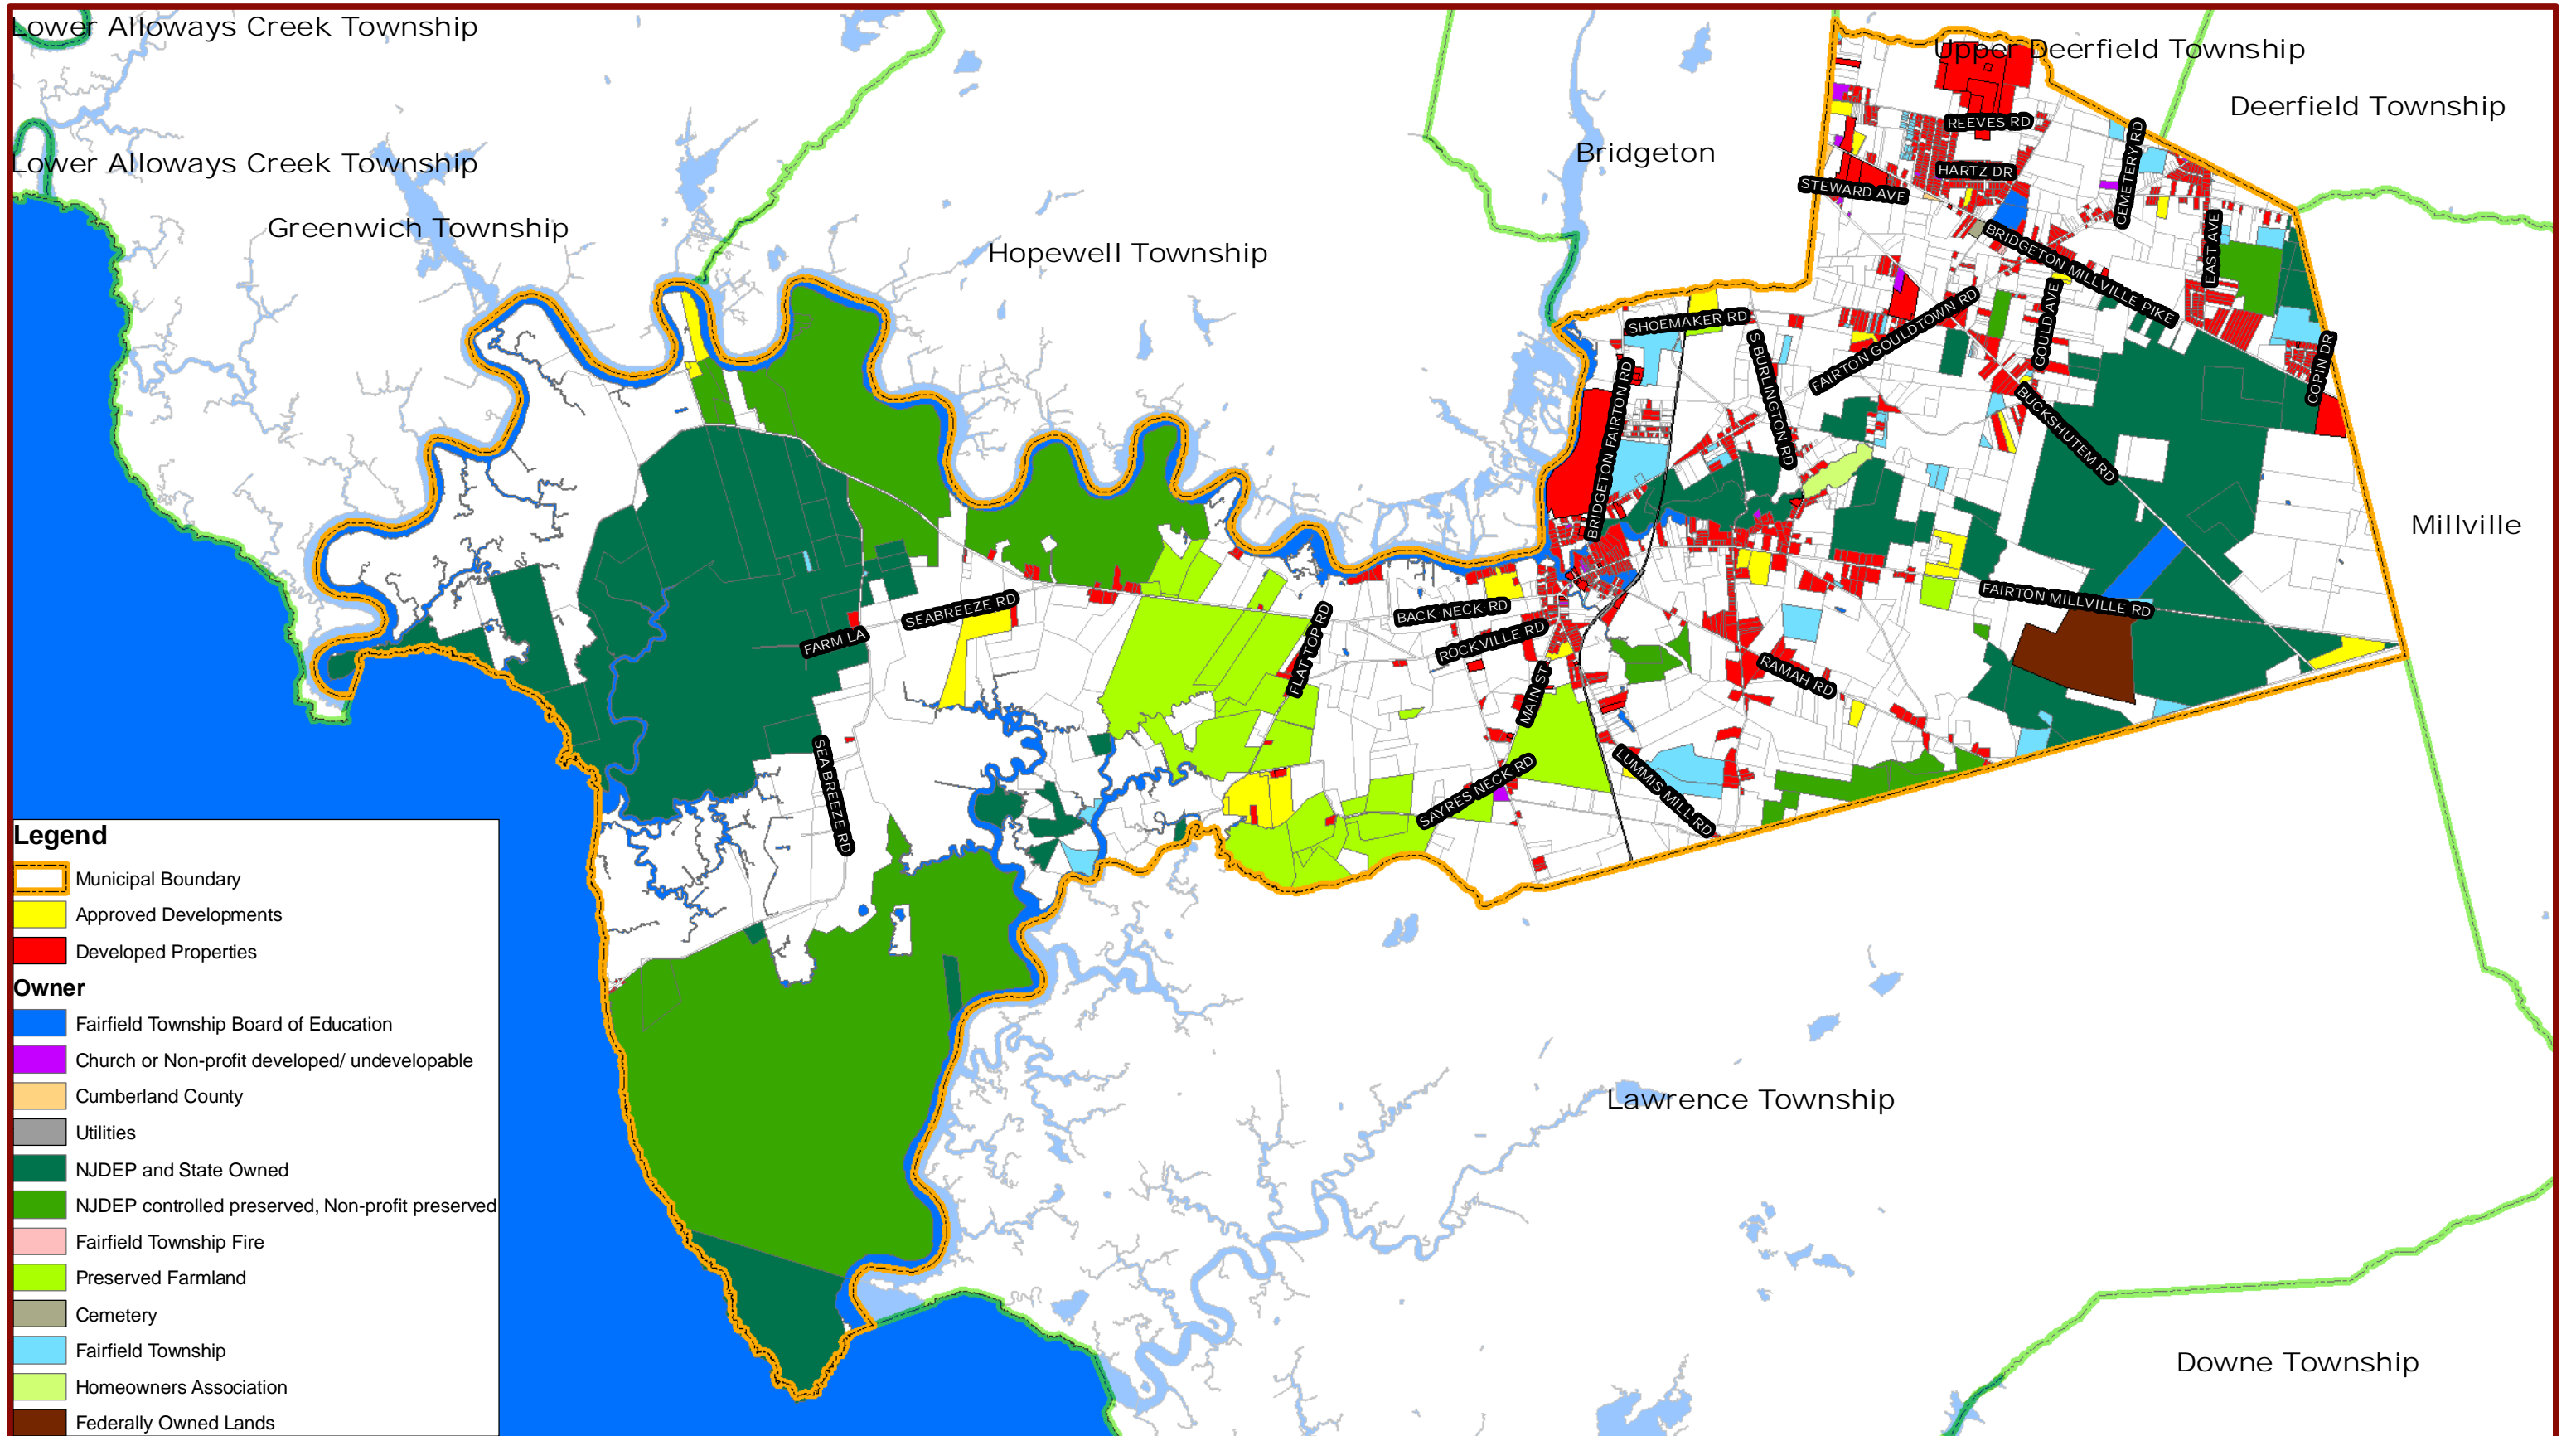 Lower Alloways Creek Township
Upper Deerfield Township
Deerfield Township
Bridgeton
Lower Alloways Creek Township
Greenwich Township
Hopewell Township
Millville
Lawrence Township
Downe Township
REEVES RD
HARTZ DR
CEMETERY RD
STEWARD AVE
BRIDGETON MILLVILLE PIKE
EAST AVE
SHOEMAKER RD
S BURLINGTON RD
FAIRTON GOULDTOWN RD
GOULD AVE
COPIN DR
BRIDGETON FAIRTON RD
BUCKSHUTEM RD
FAIRTON MILLVILLE RD
SEABREEZE RD
FARM LA
FLAT TOP RD
BACK NECK RD
ROCKVILLE RD
MAIN ST
RAMAH RD
SEA BREEZE RD
SAYRES NECK RD
LUMMIS MILL RD
Legend
Municipal Boundary
Approved Developments
Developed Properties
Owner
Fairfield Township Board of Education
Church or Non-profit developed/ undevelopable
Cumberland County
Utilities
NJDEP and State Owned
NJDEP controlled preserved, Non-profit preserved
Fairfield Township Fire
Preserved Farmland
Cemetery
Fairfield Township
Homeowners Association
Federally Owned Lands